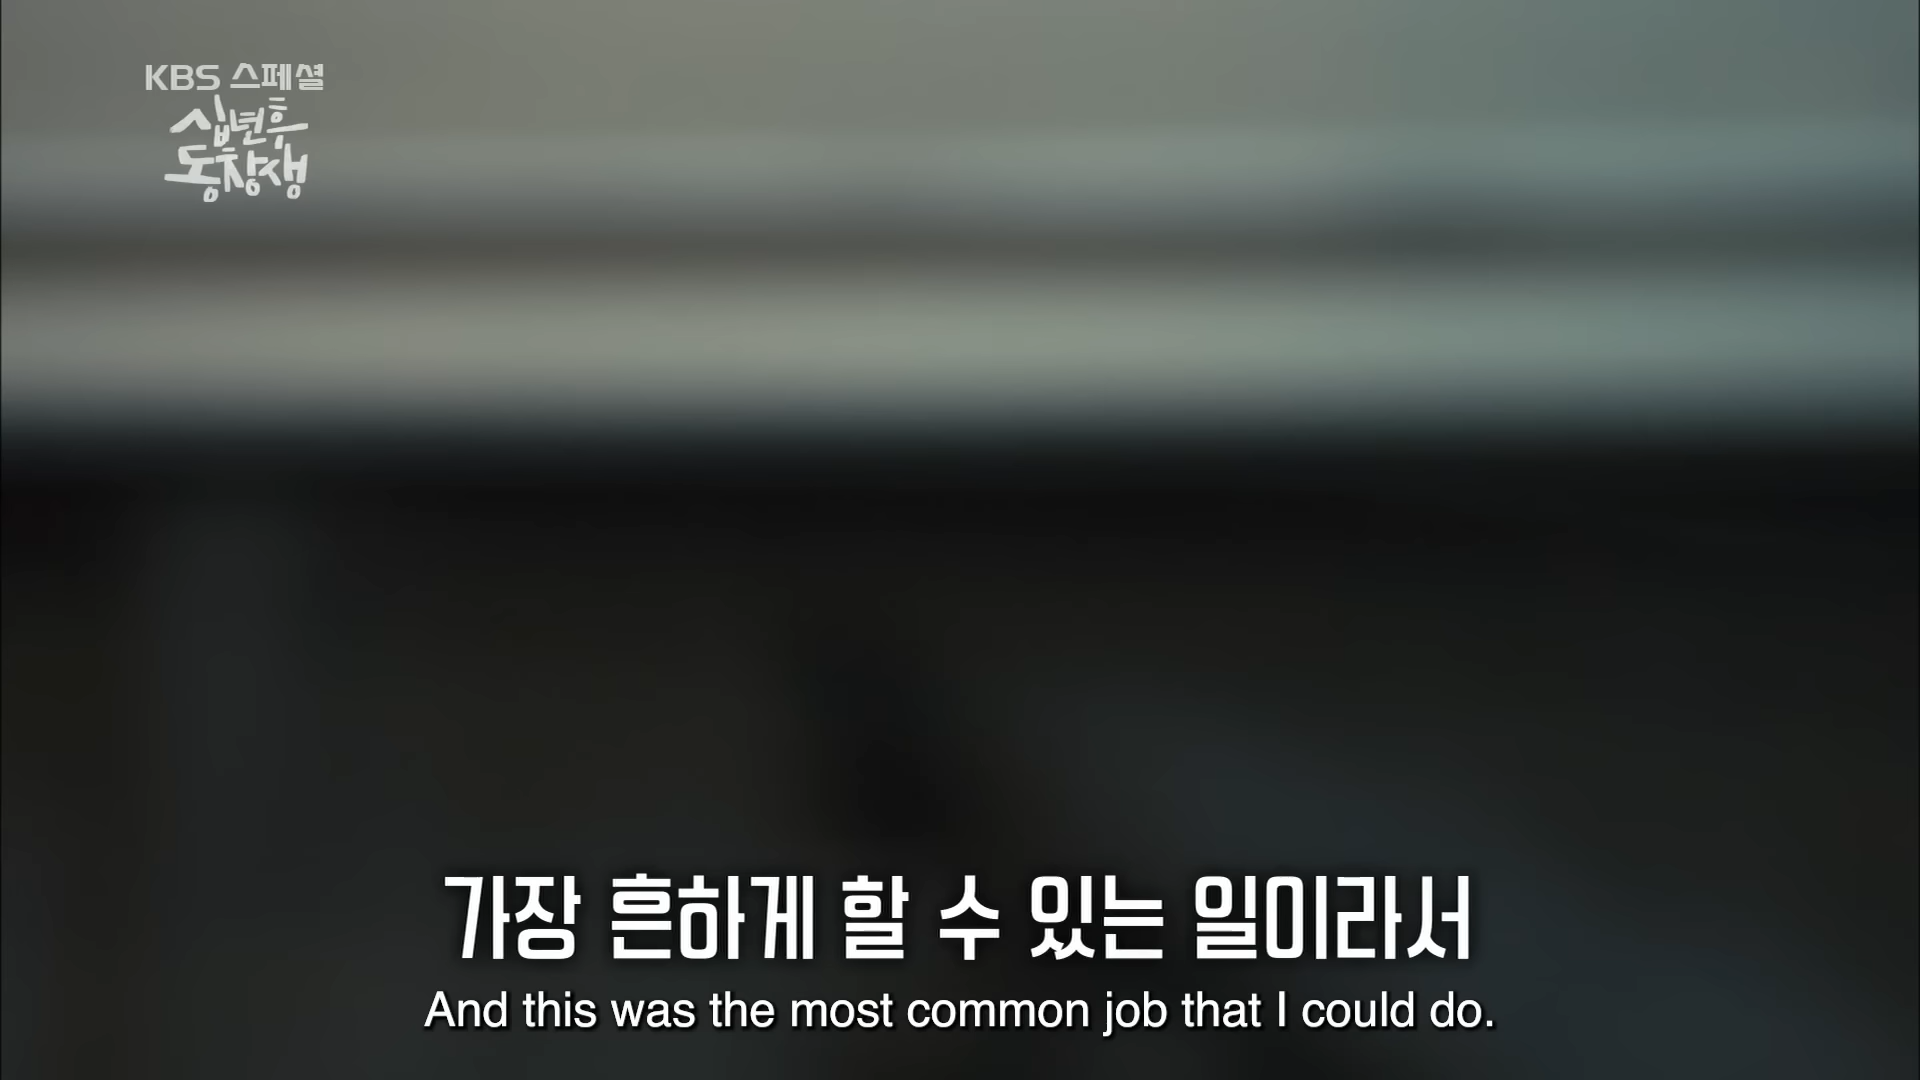 KBS 스페셜
십년후
동창생
가장 흔하게 할 수 있는 일이라서
And this was the most common job that I could do.